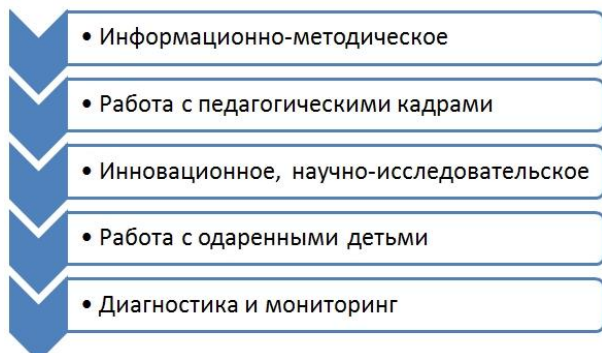 • Информационно-методическое
• Работа с педагогическими кадрами
• Инновационное, научно-исследовательское
• Работа с одаренными детьми
• Диагностика и мониторинг